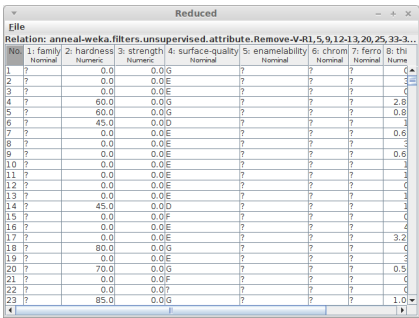 Reduced
File
Relation: anneal-weka.filters.unsupervised.attribute.Remove-V-R1,5,9,12-13,20,25,33-3...
No. 1: family 2: hardness 3: strength 4: surface-quality 5: enamelability 6: chrom 7: ferro 8: thi
Nominal Numeric Numeric Nominal Nominal Nominal Nominal Nume
1 ? 0.0 0.0 G ? ? ?
2 ? 0.0 0.0 E ? ? ? 3
3 ? 0.0 0.0 E ? ? ?
4 ? 60.0 0.0 G ? ? ? 2.8
5 ? 60.0 0.0 G ? ? ? 0.8
6 ? 45.0 0.0 D ? ? ? 1
7 ? 0.0 0.0 E ? ? ? 0.6
8 ? 0.0 0.0 E ? ? ? 3
9 ? 0.0 0.0 E ? ? ? 0.6
10 ? 0.0 0.0 E ? ? ? 1
11 ? 0.0 0.0 E ? ? ? 1
12 ? 0.0 0.0 E ? ? ?
13 ? 0.0 0.0 E ? ? ? 1
14 ? 45.0 0.0 D ? ? ? 1
15 ? 0.0 0.0 F ? ? ?
16 ? 0.0 0.0 E ? ? ? 4
17 ? 0.0 0.0 E ? ? ? 3.2
18 ? 80.0 0.0 G ? ? ?
19 ? 0.0 0.0 E ? ? ? 3
20 ? 70.0 0.0 G ? ? ? 0.5
21 ? 0.0 0.0 F ? ? ?
22 ? 0.0 0.0 ? ? ? ?
23 ? 85.0 0.0 G ? ? ? 1.0